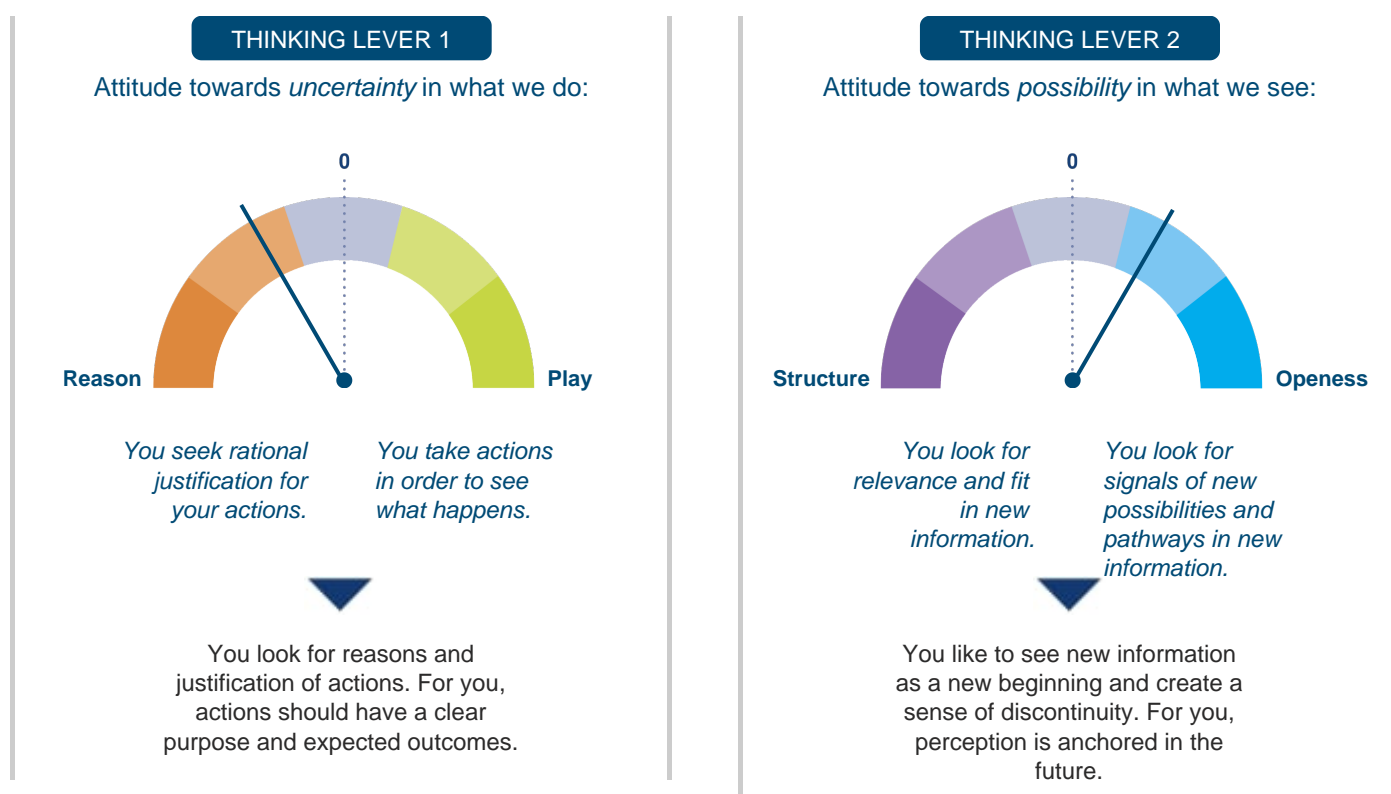 THINKING LEVER 1
Attitude towards uncertainty in what we do:
0
Reason
Play
You seek rational
justification for
your actions.
You take actions
in order to see
what happens.
You look for reasons and
justification of actions. For you,
actions should have a clear
purpose and expected outcomes.
THINKING LEVER 2
Attitude towards possibility in what we see:
0
Structure
Openess
You look for
relevance and fit
in new
information.
You look for
signals of new
possibilities and
pathways in new
information.
You like to see new information
as a new beginning and create a
sense of discontinuity. For you,
perception is anchored in the
future.